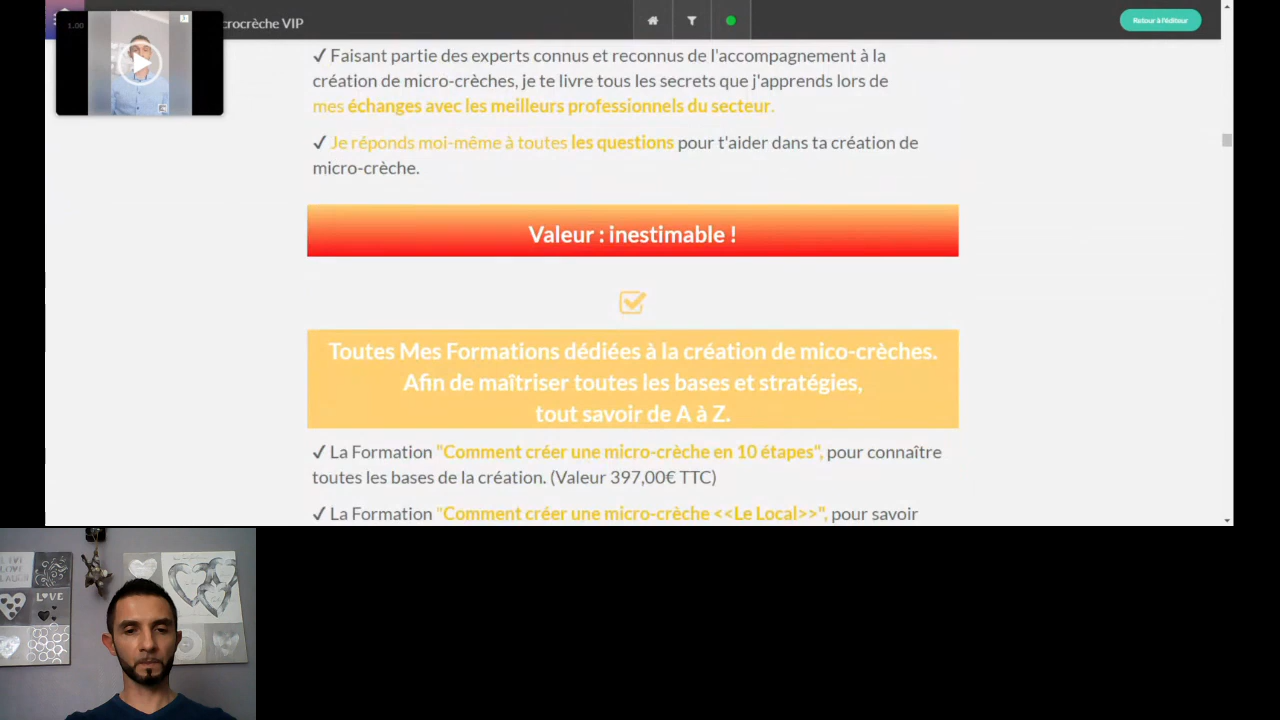 1.00
crocrèche VIP
Retour à l'éditeur
✓ Faisant partie des experts connus et reconnus de l'accompagnement à la
création de micro-crèches, je te livre tous les secrets que j'apprends lors de
mes échanges avec les meilleurs professionnels du secteur.
✓ Je réponds moi-même à toutes les questions pour t'aider dans ta création de
micro-crèche.
Valeur : inestimable !
Toutes Mes Formations dédiées à la création de mico-crèches.
Afin de maîtriser toutes les bases et stratégies,
tout savoir de A à Z.
✓ La Formation "Comment créer une micro-crèche en 10 étapes", pour connaître
toutes les bases de la création. (Valeur 397,00€ TTC)
✓ La Formation "Comment créer une micro-crèche <<Le Local>>", pour savoir
LIVE
LOVE
LAUGH
LOVE